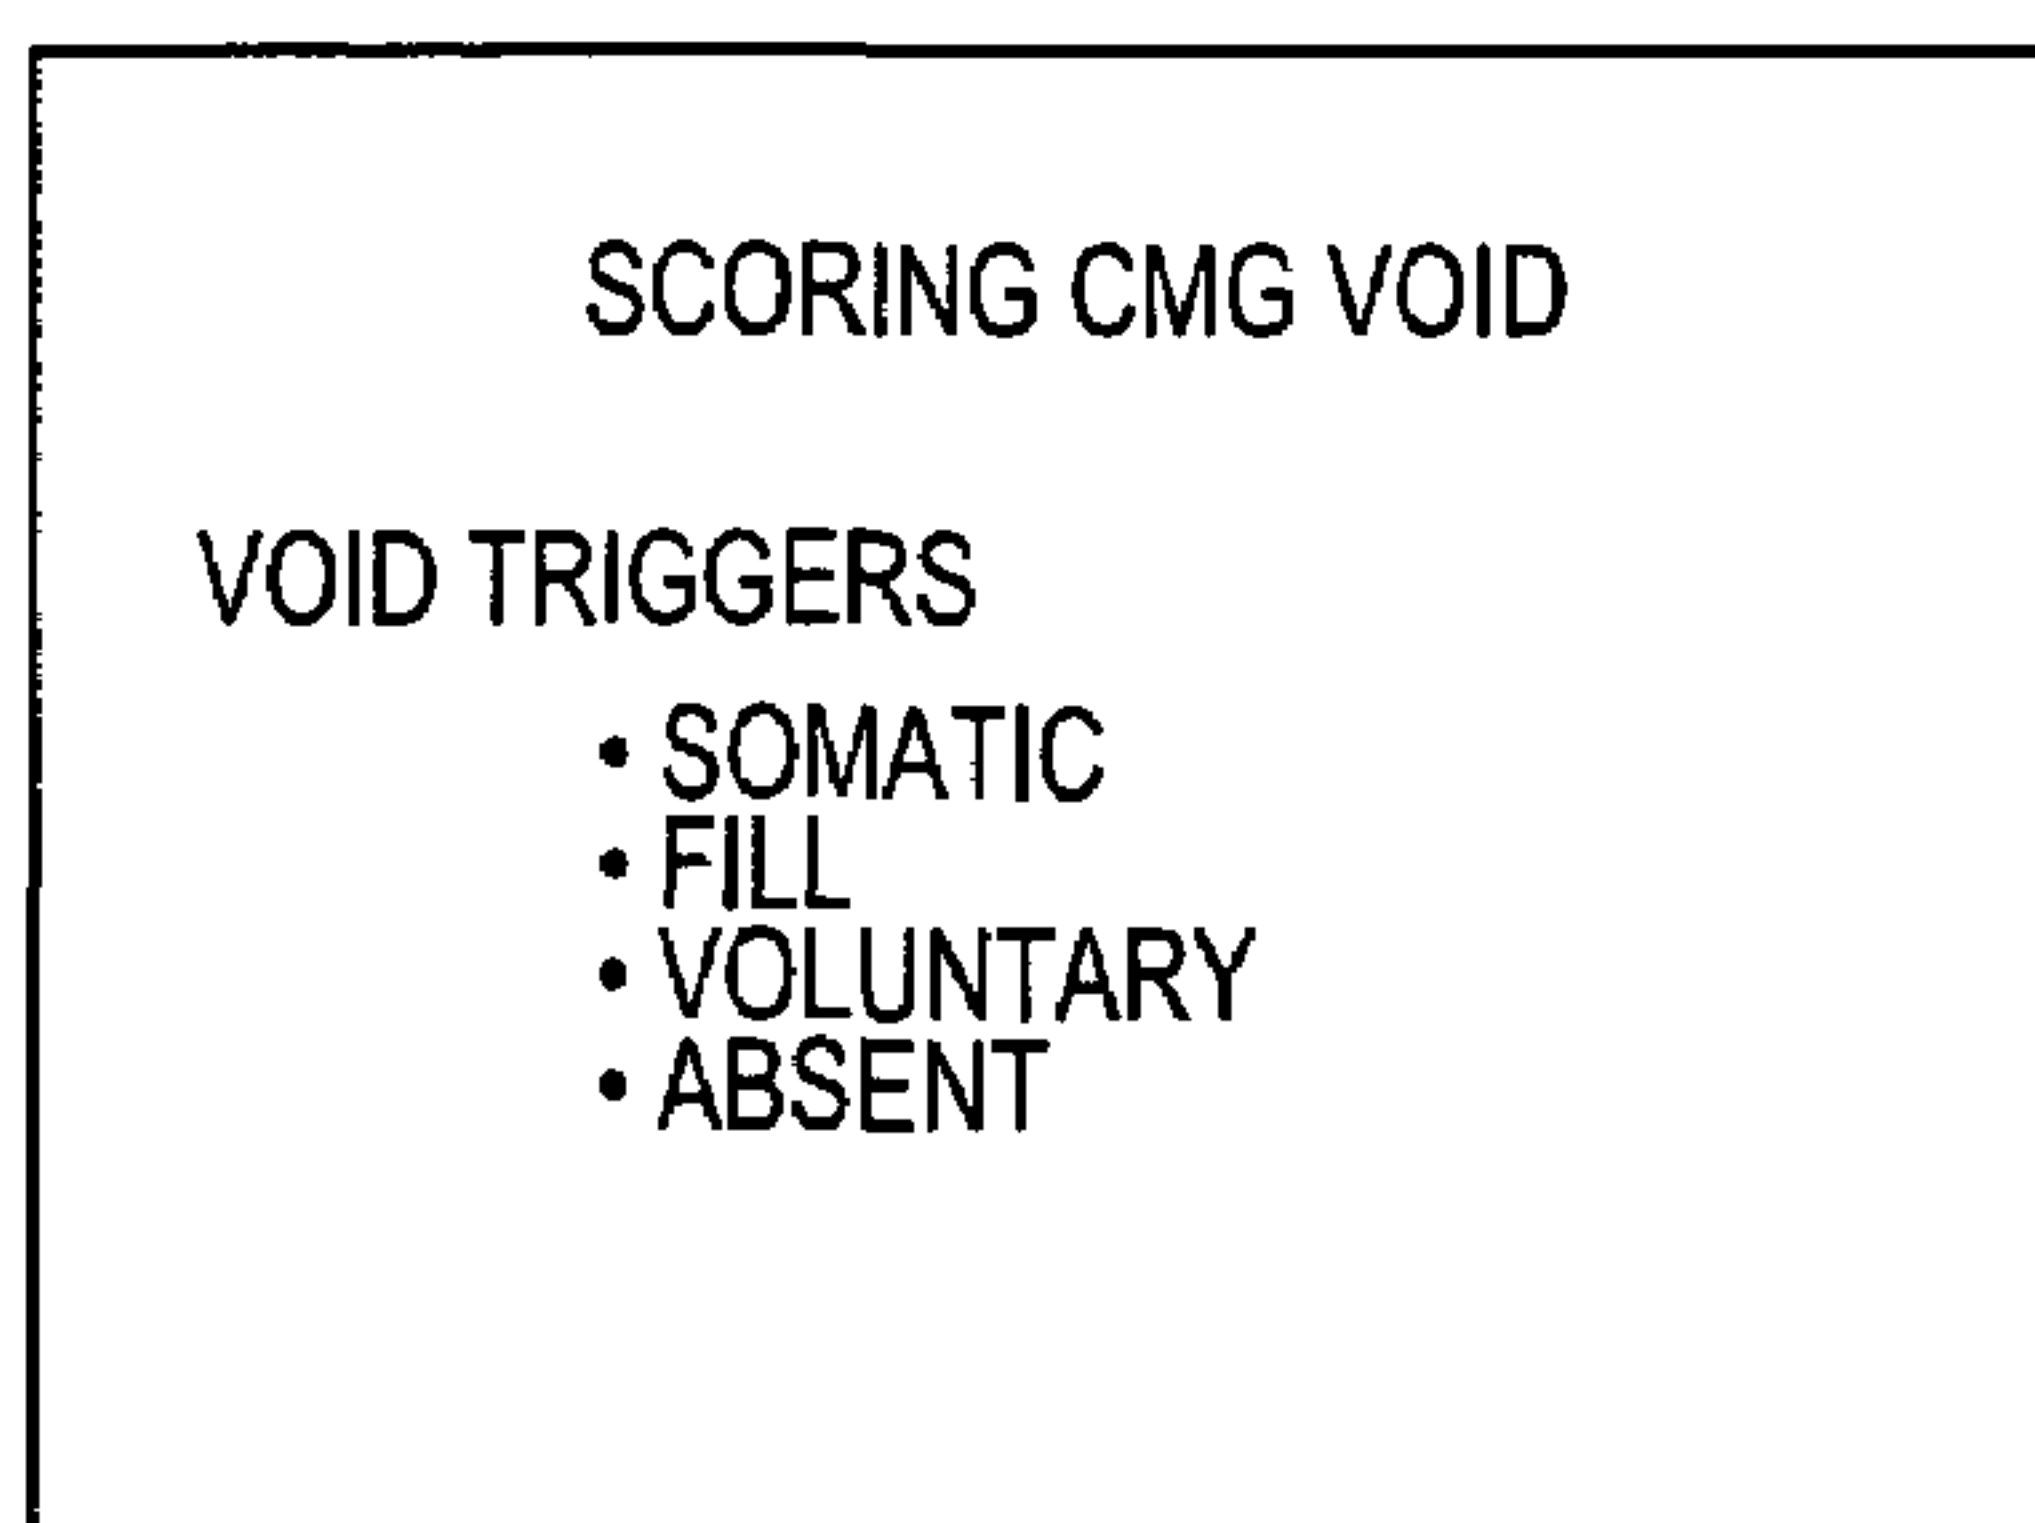 SCORING CMG VOID
VOID TRIGGERS
• SOMATIC
• FILL
• VOLUNTARY
• ABSENT